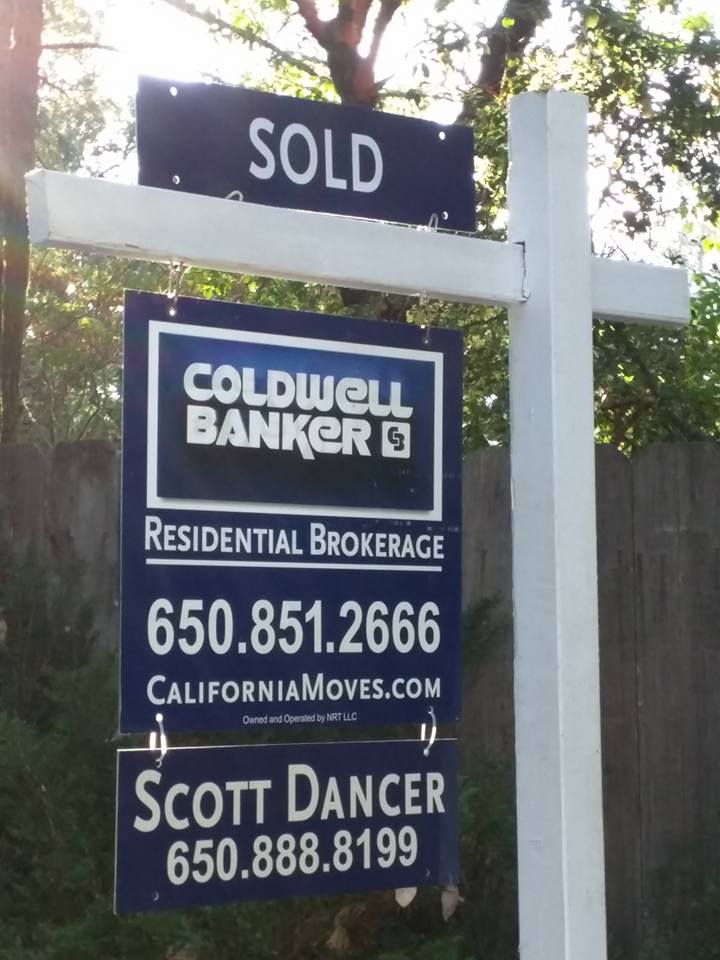 SOLD
COLDWELL
BANKER CB
RESIDENTIAL BROKERAGE
650.851.2666
CALIFORNIAMOVES.COM
Owned and Operated by NRT LLC
SCOTT DANCER
650.888.8199